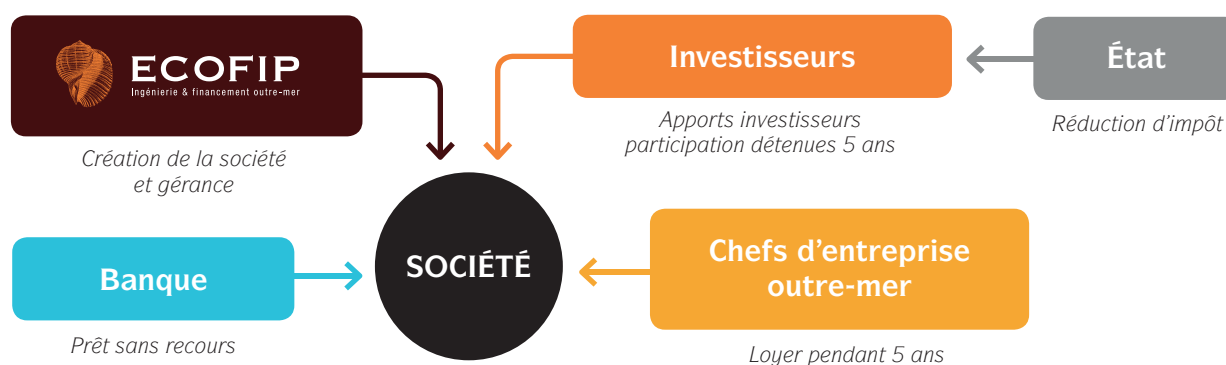 ECOFIP
Ingénierie & financement outre-mer
Création de la société
et gérance
Investisseurs
Apports investisseurs
participation détenues 5 ans
État
Réduction d'impôt
Banque
Prêt sans recours
SOCIÉTÉ
Chefs d'entreprise
outre-mer
Loyer pendant 5 ans